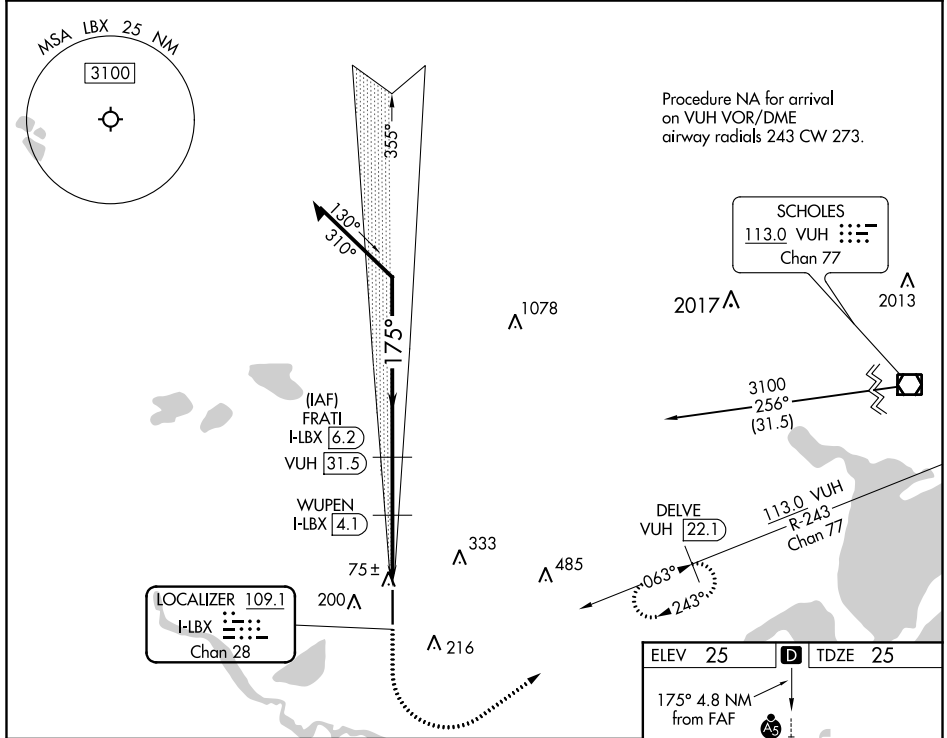 MSA LBX 25 NM
3100
355°
Procedure NA for arrival
on VUH VOR/DME
airway radials 243 CW 273.
130°
310°
SCHOLES
113.0 VUH
Chan 77
1078
2017
2013
175°
3100
256°
(31.5)
(IAF)
FRATI
I-LBX 6.2
VUH 31.5
WUPEN
I-LBX 4.1
DELVE
VUH 22.1
113.0 VUH
R-243
Chan 77
333
485
75±
063°
243°
200
LOCALIZER 109.1
I-LBX
Chan 28
216
ELEV 25 D TDZE 25
175° 4.8 NM
from FAF
A5